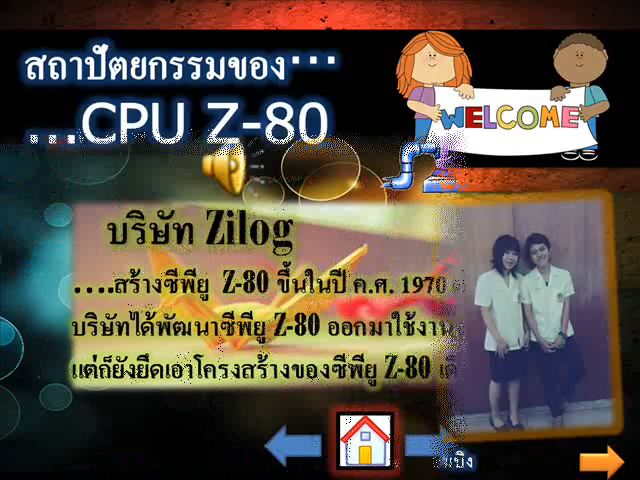 สถาปัตยกรรมของ...
...CPU Z-80
WELCOME
บริษัท Zilog
....สร้างซีพียู Z-80 ขึ้นในปี ค.ศ. 1970
บริษัทได้พัฒนาซีพียู Z-80 ออกมาใช้งาน
แต่ก็ยังยึดเอาโครงสร้างของซีพียู Z-80